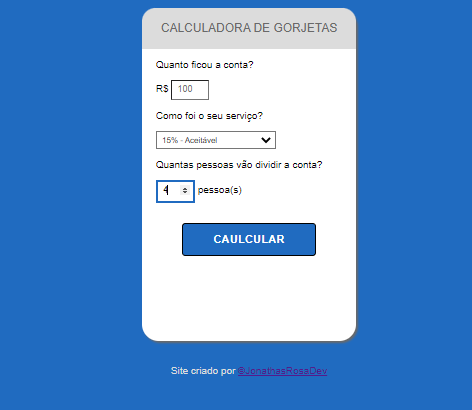 CALCULADORA DE GORJETAS
Quanto ficou a conta?
R$ 100
Como foi o seu serviço?
15% - Aceitável
Quantas pessoas vão dividir a conta?
4 pessoa(s)
CAULCULAR
Site criado por @JonathasRosaDev